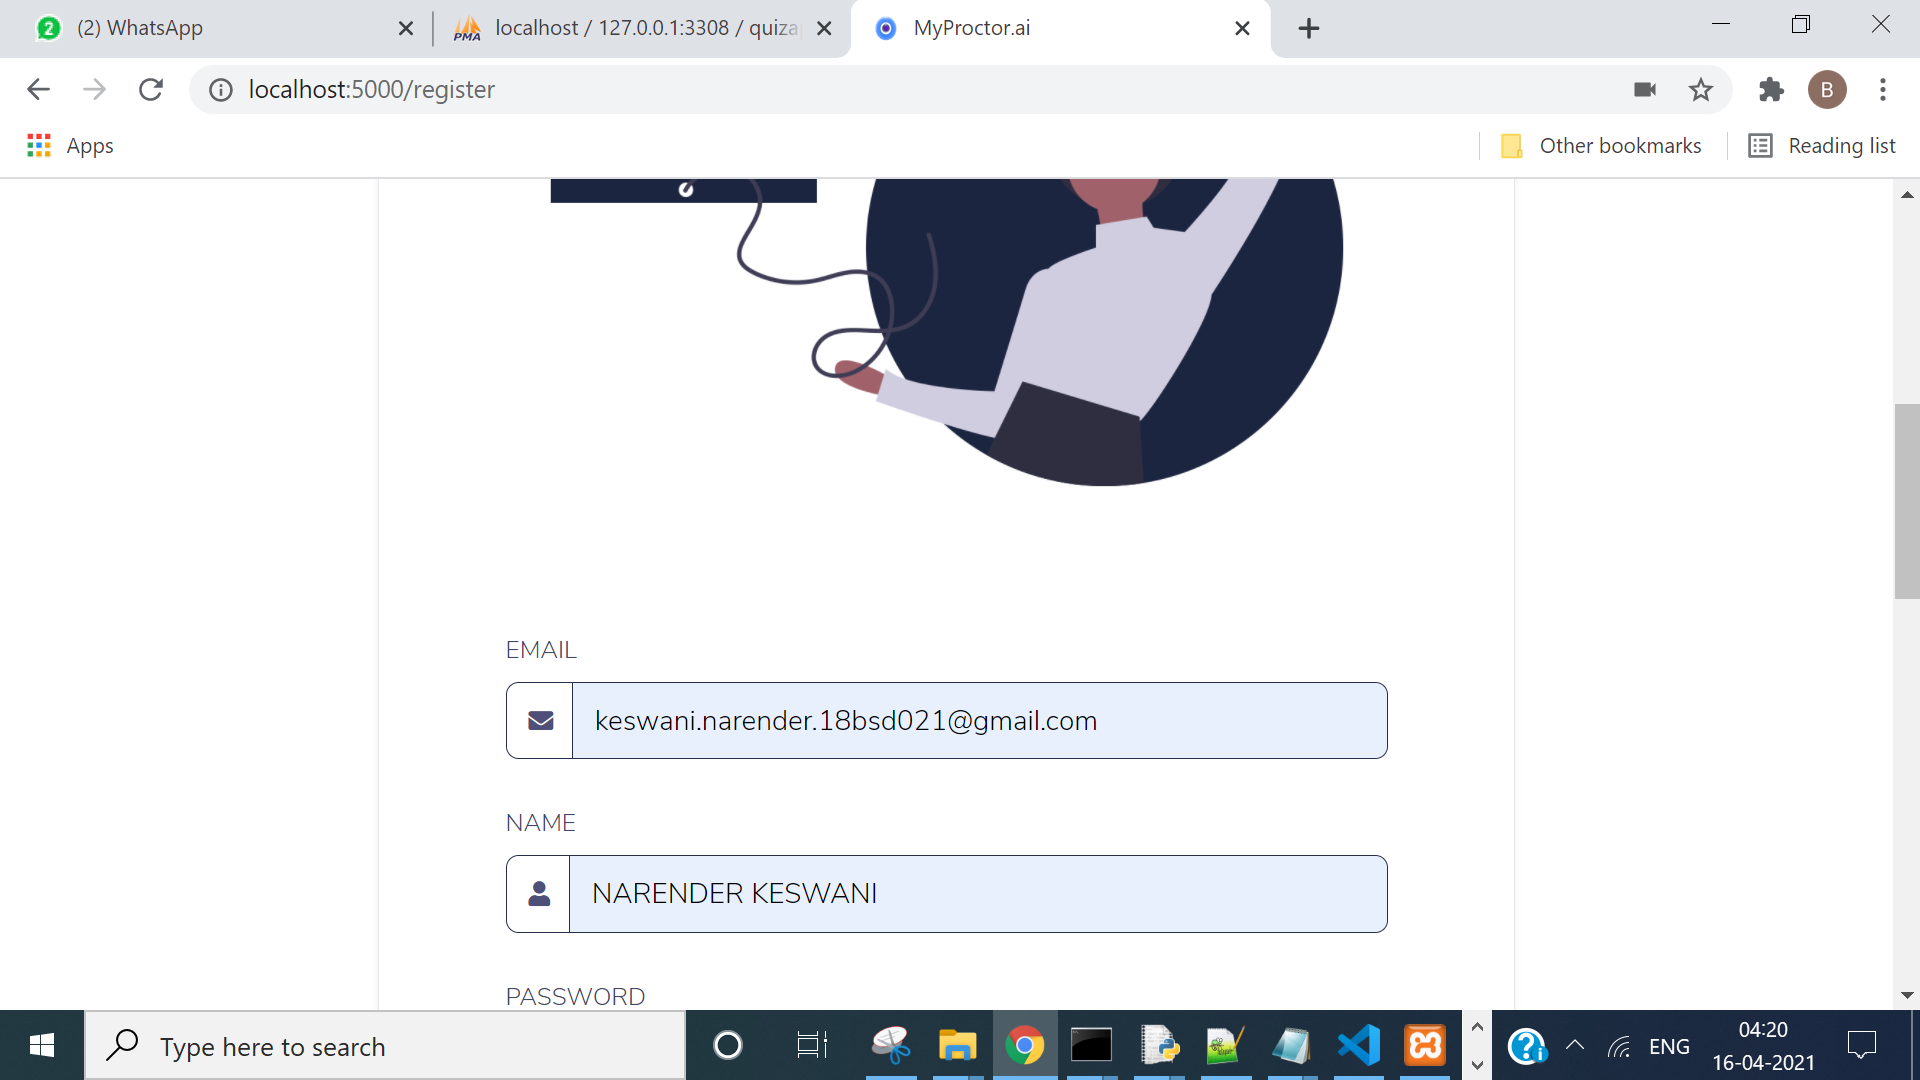 (2) WhatsApp
localhost / 127.0.0.1:3308 / quiza
MyProctor.ai
localhost:5000/register
B
Apps
Other bookmarks
Reading list
EMAIL
keswani.narender.18bsd021@gmail.com
NAME
NARENDER KESWANI
PASSWORD
Type here to search
ENG
04:20
16-04-2021